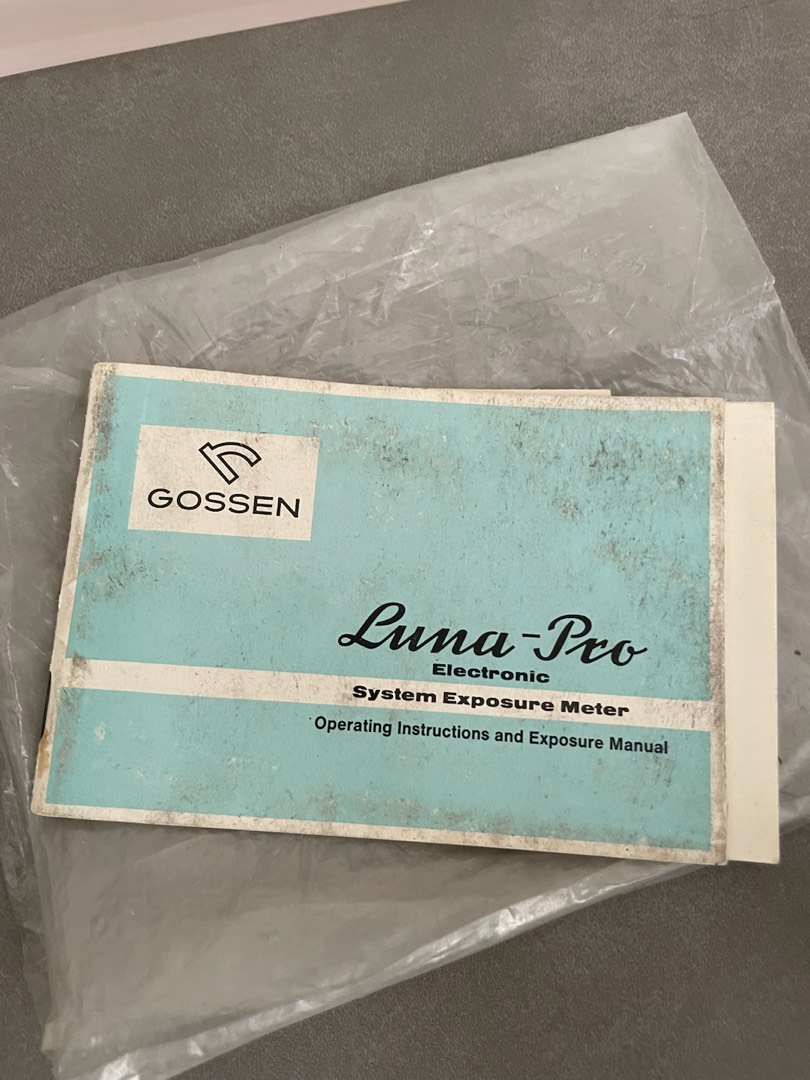 GOSSEN
Luna-Pro
Electronic
System Exposure Meter
Operating Instructions and Exposure Manual